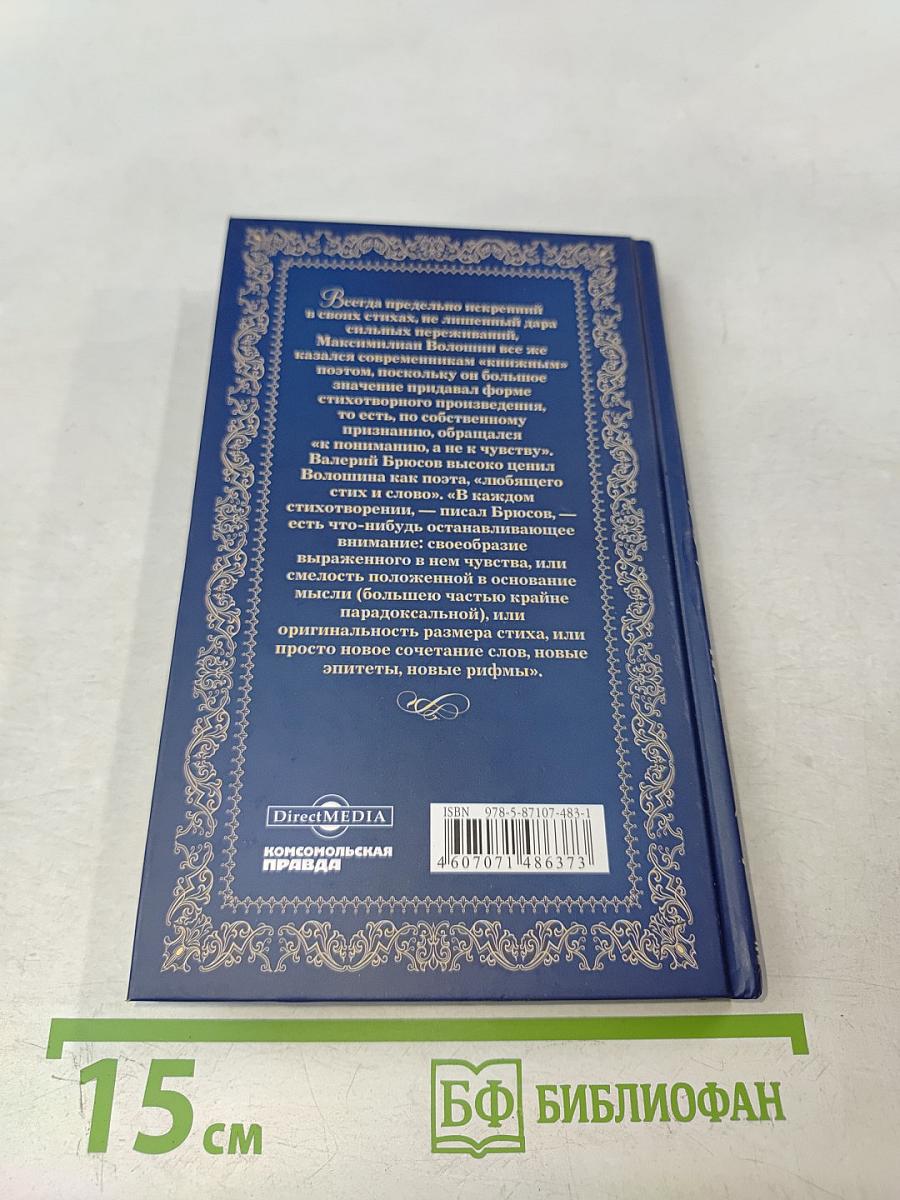 Всегда предельно искренний
в своих стихах, не лишенный дара
сильных переживаний,
Максимилиан Волошин все же
казался современникам «книжным»
поэтом, поскольку он большое
значение придавал форме
стихотворного произведения,
то есть, по собственному
признанию, обращался
«к пониманию, а не к чувству».
Валерий Брюсов высоко ценил
Волошина как поэта, «любящего
стих и слово». «В каждом
стихотворении, — писал Брюсов, —
есть что-нибудь останавливающее
внимание: своеобразие
выраженного в нем чувства, или
смелость положенной в основание
мысли (большею частью крайне
парадоксальной), или
оригинальность размера стиха, или
просто новое сочетание слов, новые
эпитеты, новые рифмы».
DirectMEDIA
КОМСОМОЛЬСКАЯ
ПРАВДА
ISBN 978-5-87107-483-1
4 607071 486373
15 см
БФ БИБЛИОФАН